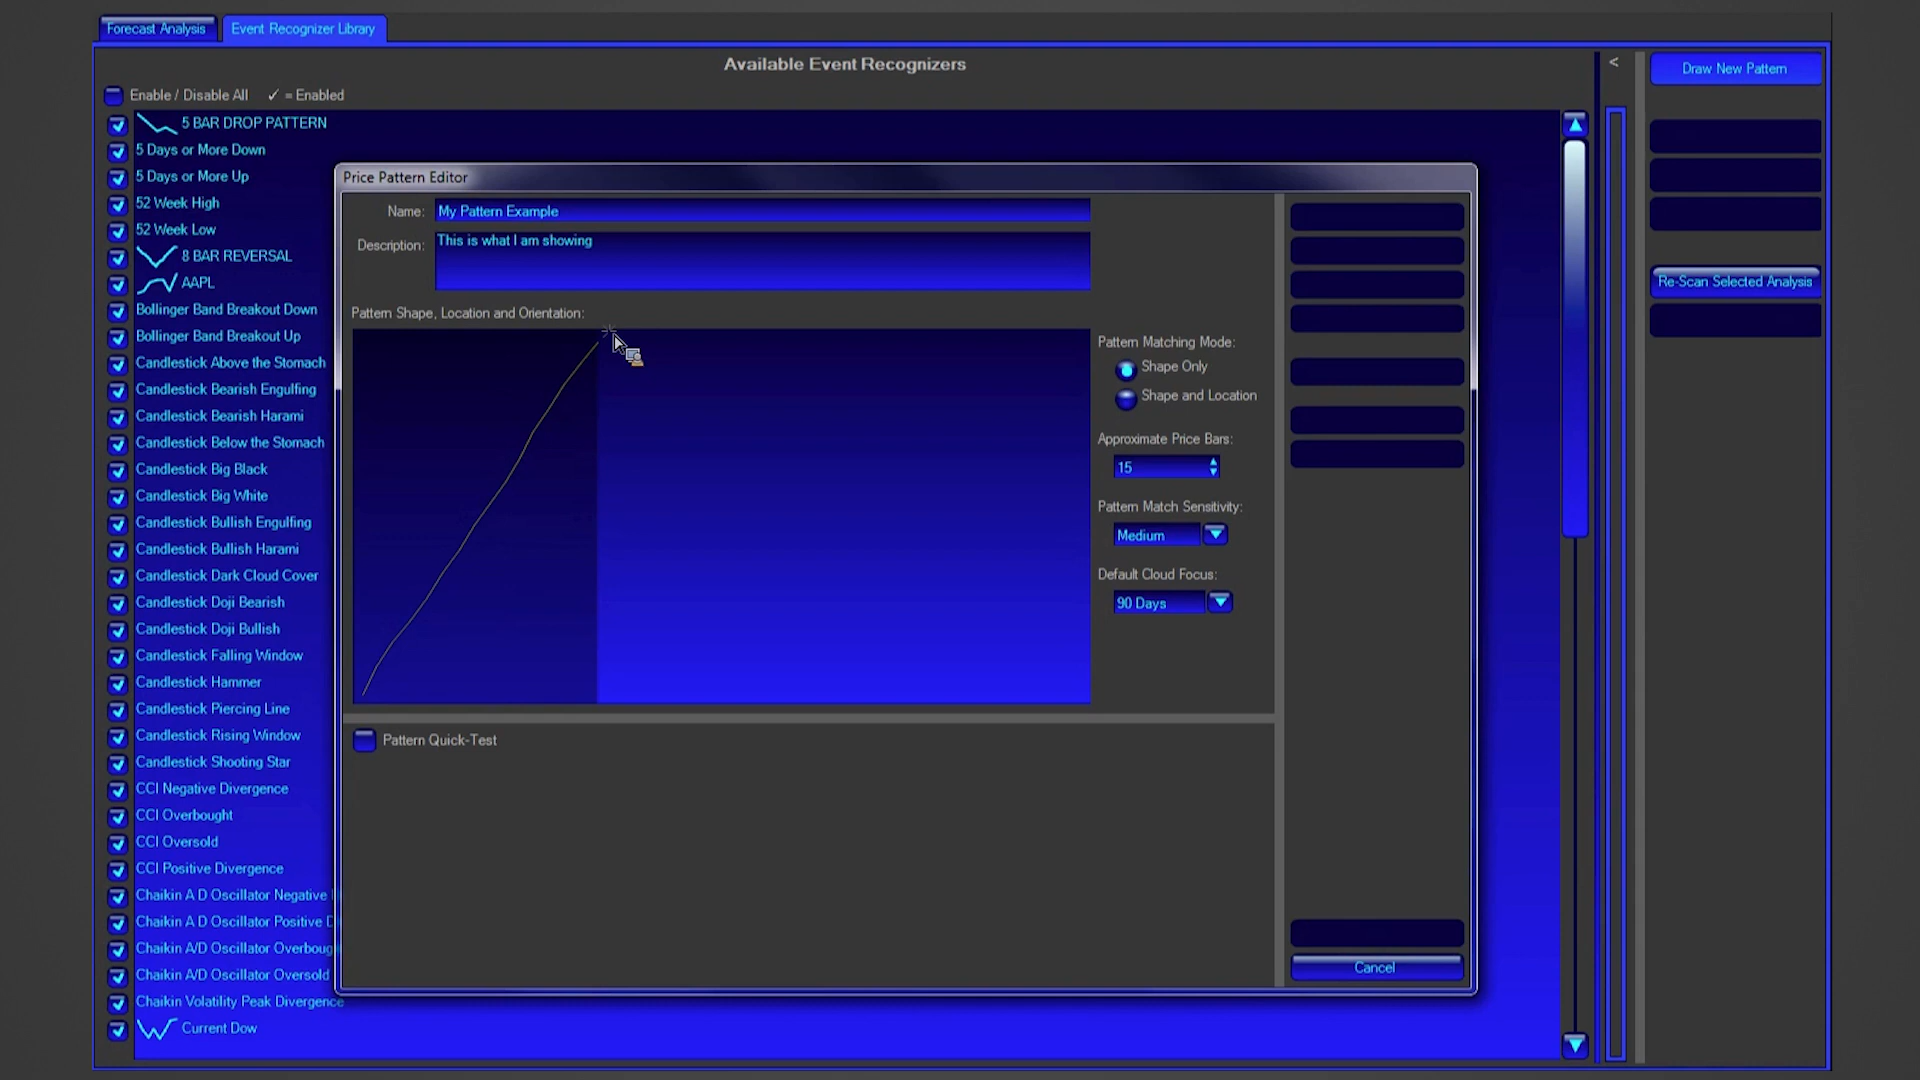 Forecast Analysis
Event Recognizer Library
Available Event Recognizers
<
Draw New Pattern
Enable / Disable All ✓ = Enabled
5 BAR DROP PATTERN
5 Days or More Down
5 Days or More Up
52 Week High
52 Week Low
8 BAR REVERSAL
AAPL
Bollinger Band Breakout Down
Bollinger Band Breakout Up
Candlestick Above the Stomach
Candlestick Bearish Engulfing
Candlestick Bearish Harami
Candlestick Below the Stomach
Candlestick Big Black
Candlestick Big White
Candlestick Bullish Engulfing
Candlestick Bullish Harami
Candlestick Dark Cloud Cover
Candlestick Doji Bearish
Candlestick Doji Bullish
Candlestick Falling Window
Candlestick Hammer
Candlestick Piercing Line
Candlestick Rising Window
Candlestick Shooting Star
CCI Negative Divergence
CCI Overbought
CCI Oversold
CCI Positive Divergence
Chaikin A D Oscillator Negative
Chaikin A D Oscillator Positive D
Chaikin A/D Oscillator Overboug
Chaikin A/D Oscillator Oversold
Chaikin Volatility Peak Divergence
Current Dow
Price Pattern Editor
Name: My Pattern Example
Description: This is what I am showing
Pattern Shape, Location and Orientation:
Pattern Matching Mode:
Shape Only
Shape and Location
Approximate Price Bars:
15
Pattern Match Sensitivity:
Medium
Default Cloud Focus:
90 Days
Pattern Quick-Test
Cancel
Re-Scan Selected Analysis